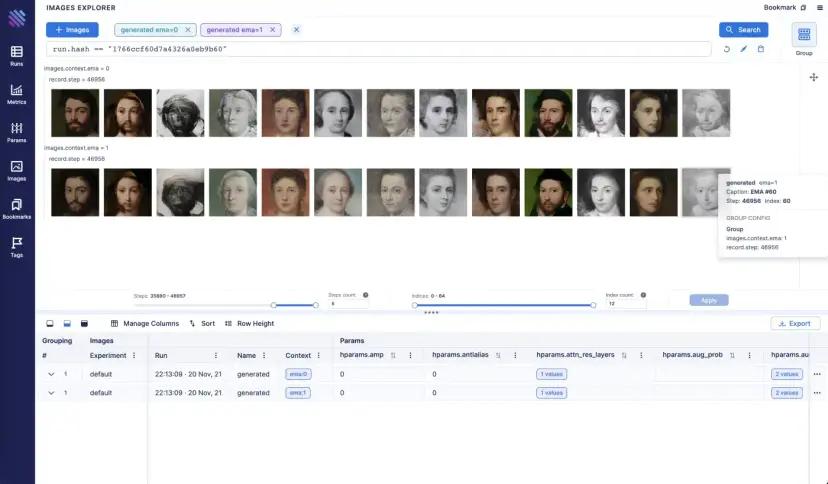 IMAGES EXPLORER
Bookmark
+ Images
generated ema=0
generated ema=1
Search
run.hash == "1766ccf60d7a4326a0eb9b60"
Group
Runs
Metrics
Params
Images
Bookmarks
Tags
images.context.ema = 0
record.step = 46956
images.context.ema = 1
record.step = 46956
generated ema=1
Caption: EMA #60
Step: 46956 Index: 60
GROUP CONFIG
Group
images.context.ema: 1
record.step: 46956
Steps: 35890 - 46957
Steps count:
5
Indices: 0 - 64
Index count:
12
Apply
Manage Columns
Sort
Row Height
Export
Grouping Images Params
# Experiment Run Name Context hparams.amp hparams.antialias hparams.attn_res_layers hparams.aug_prob hparams.au
1 default 22:13:09 · 20 Nov, 21 generated ema:0 0 0 1 values 2 values
1 default 22:13:09 · 20 Nov, 21 generated ema:1 0 0 1 values 2 values